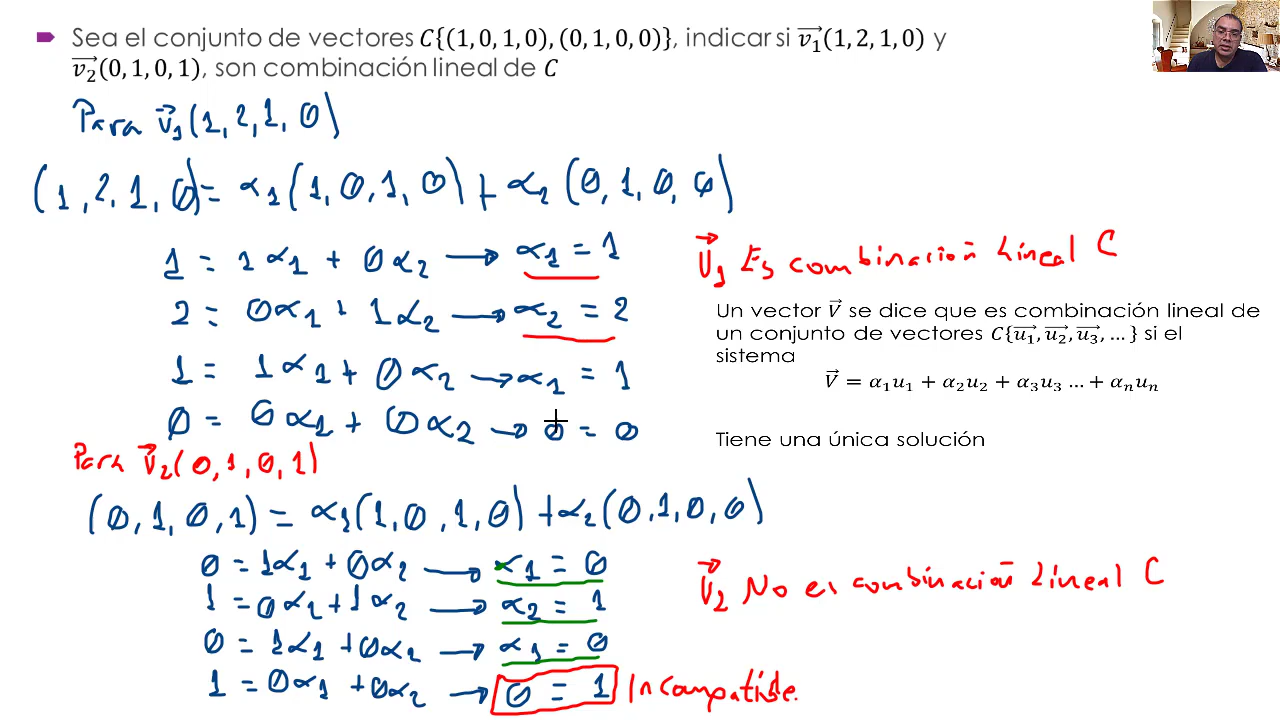 Sea el conjunto de vectores C{(1,0,1,0),(0,1,0,0)}, indicar si v₁⃗(1,2,1,0) y
v₂⃗(0,1,0,1), son combinación lineal de C
Para v⃗₁(1,2,1,0)
(1,2,1,0) = α₁(1,0,1,0) + α₂(0,1,0,0)
1 = 1α₁ + 0α₂ → α₁ = 1
2 = 0α₁ + 1α₂ → α₂ = 2
1 = 1α₁ + 0α₂ → α₁ = 1
0 = 0α₁ + 0α₂ → 0 = 0
v⃗₁ Es combinación Lineal C
Un vector V⃗ se dice que es combinación lineal de
un conjunto de vectores C{u₁⃗, u₂⃗, u₃⃗, … } si el
sistema
V⃗ = α₁u₁ + α₂u₂ + α₃u₃ … + αₙuₙ
Tiene una única solución
Para v⃗₂(0,1,0,1)
(0,1,0,1) = α₁(1,0,1,0) + α₂(0,1,0,0)
0 = 1α₁ + 0α₂ → α₁ = 0
1 = 0α₁ + 1α₂ → α₂ = 1
0 = 1α₁ + 0α₂ → α₁ = 0
1 = 0α₁ + 0α₂ → 0 = 1 Incompatible
v⃗₂ No es combinación Lineal C